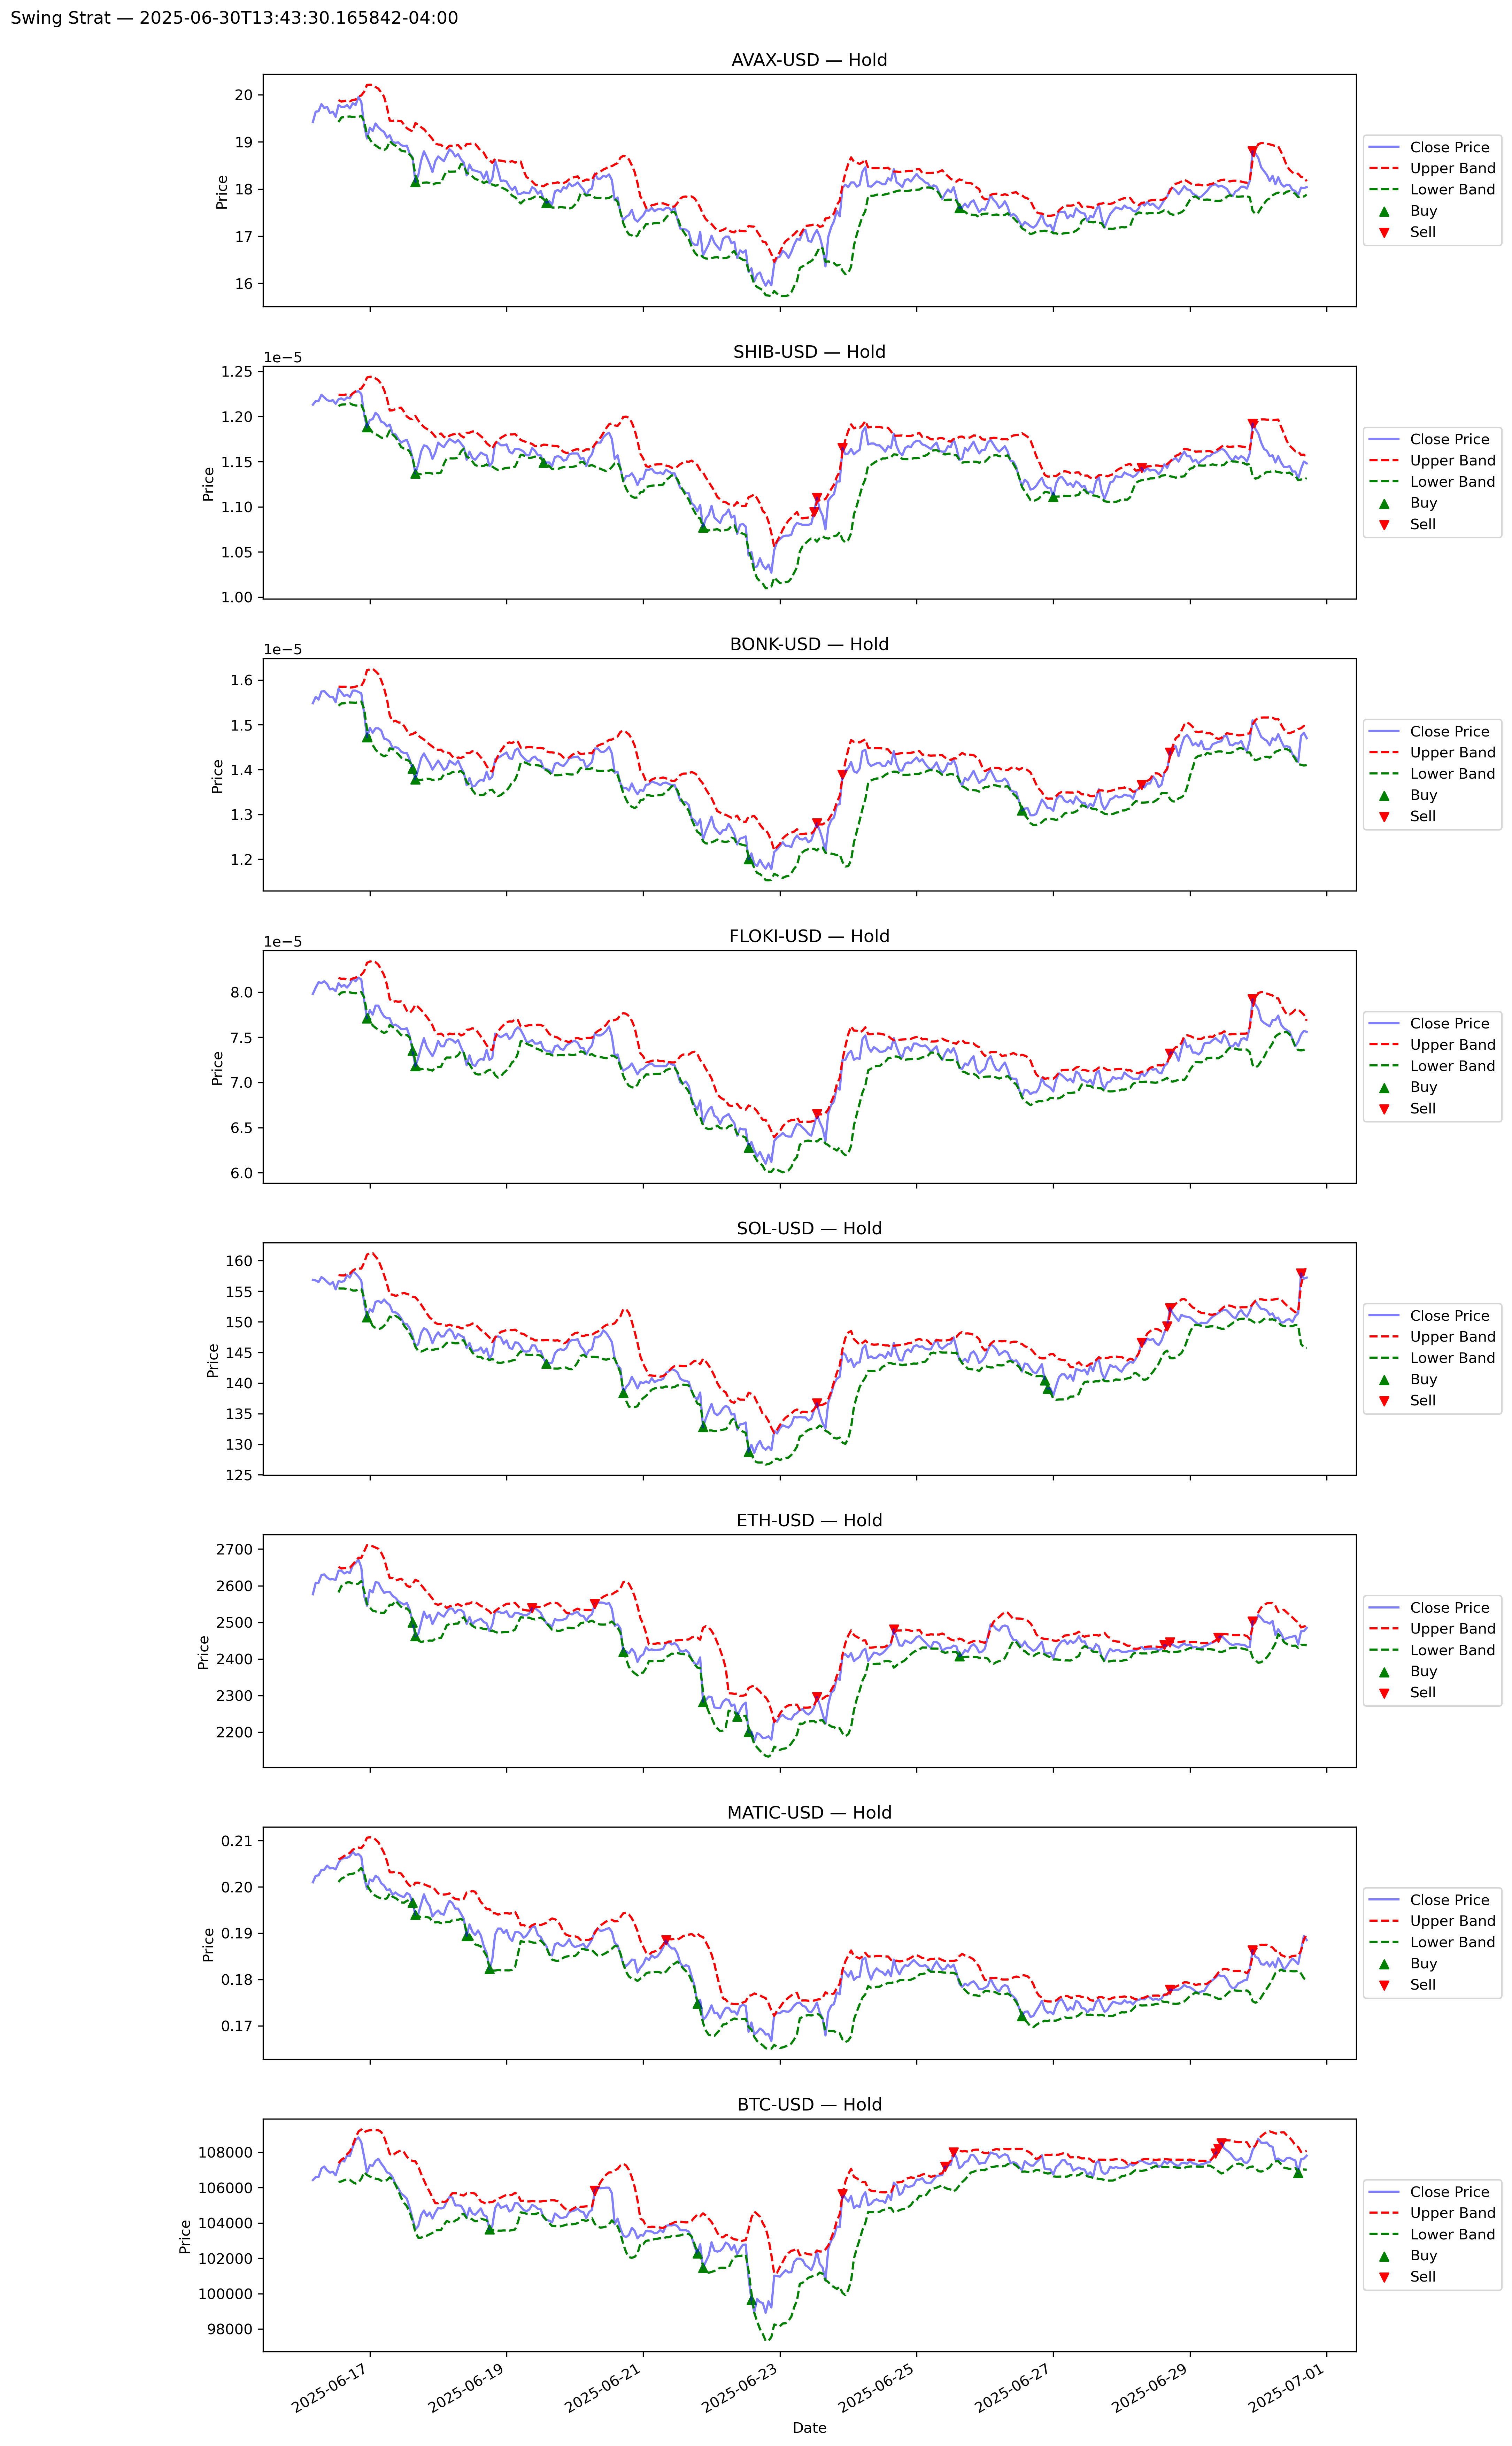 Swing Strat — 2025-06-30T13:43:30.165842-04:00
AVAX-USD — Hold
20
19
18
17
16
Price
Close Price
Upper Band
Lower Band
Buy
Sell
SHIB-USD — Hold
1e−5
1.25
1.20
1.15
1.10
1.05
1.00
Price
Close Price
Upper Band
Lower Band
Buy
Sell
BONK-USD — Hold
1e−5
1.6
1.5
1.4
1.3
1.2
Price
Close Price
Upper Band
Lower Band
Buy
Sell
FLOKI-USD — Hold
1e−5
8.0
7.5
7.0
6.5
6.0
Price
Close Price
Upper Band
Lower Band
Buy
Sell
SOL-USD — Hold
160
155
150
145
140
135
130
125
Price
Close Price
Upper Band
Lower Band
Buy
Sell
ETH-USD — Hold
2700
2600
2500
2400
2300
2200
Price
Close Price
Upper Band
Lower Band
Buy
Sell
MATIC-USD — Hold
0.21
0.20
0.19
0.18
0.17
Price
Close Price
Upper Band
Lower Band
Buy
Sell
BTC-USD — Hold
108000
106000
104000
102000
100000
98000
Price
Close Price
Upper Band
Lower Band
Buy
Sell
2025-06-17
2025-06-19
2025-06-21
2025-06-23
2025-06-25
2025-06-27
2025-06-29
2025-07-01
Date